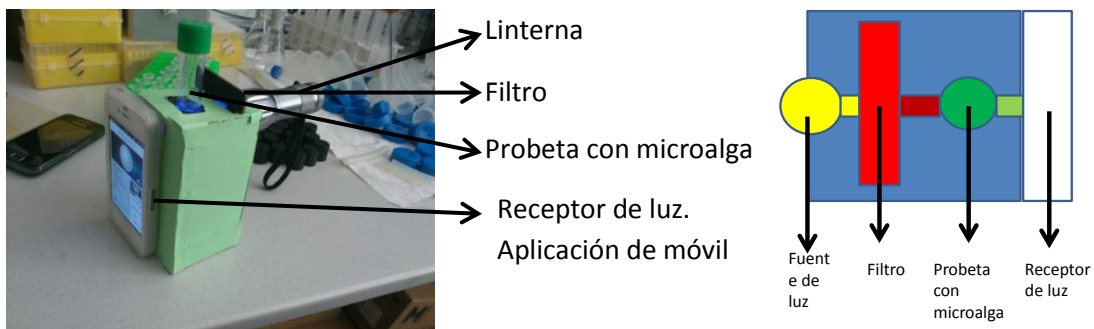 Linterna
Filtro
Probeta con microalga
Receptor de luz.
Aplicación de móvil
Fuent
e de
luz
Filtro
Probeta
con
microalga
Receptor
de luz